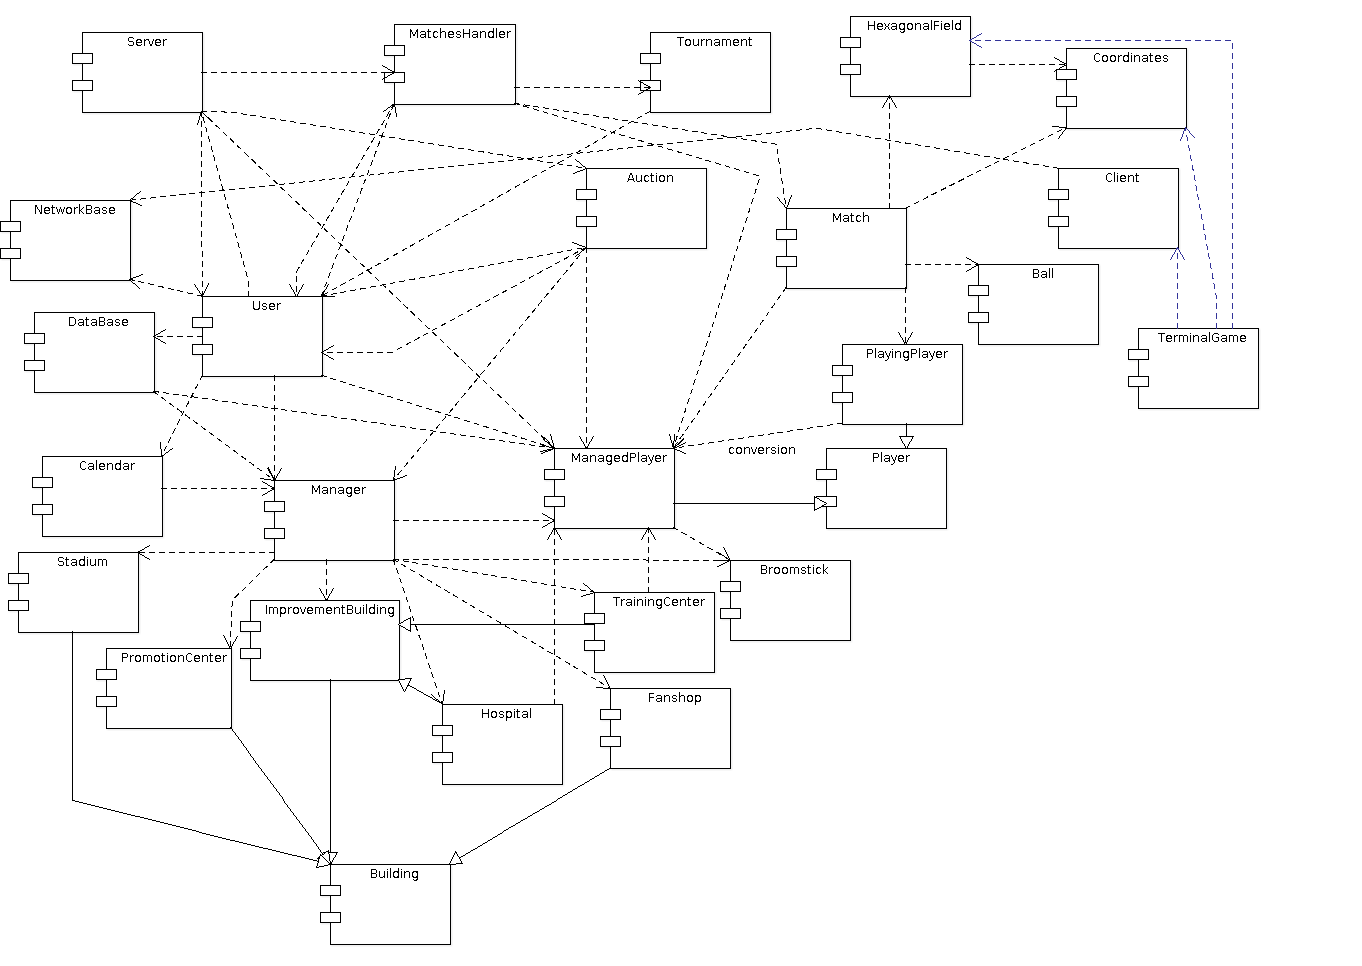 HexagonalField
MatchesHandler
Server
Tournament
Coordinates
Auction
Client
NetworkBase
Match
Ball
User
DataBase
TerminalGame
PlayingPlayer
conversion
Calendar
ManagedPlayer
Player
Manager
Stadium
Broomstick
ImprovementBuilding
TrainingCenter
PromotionCenter
Fanshop
Hospital
Building